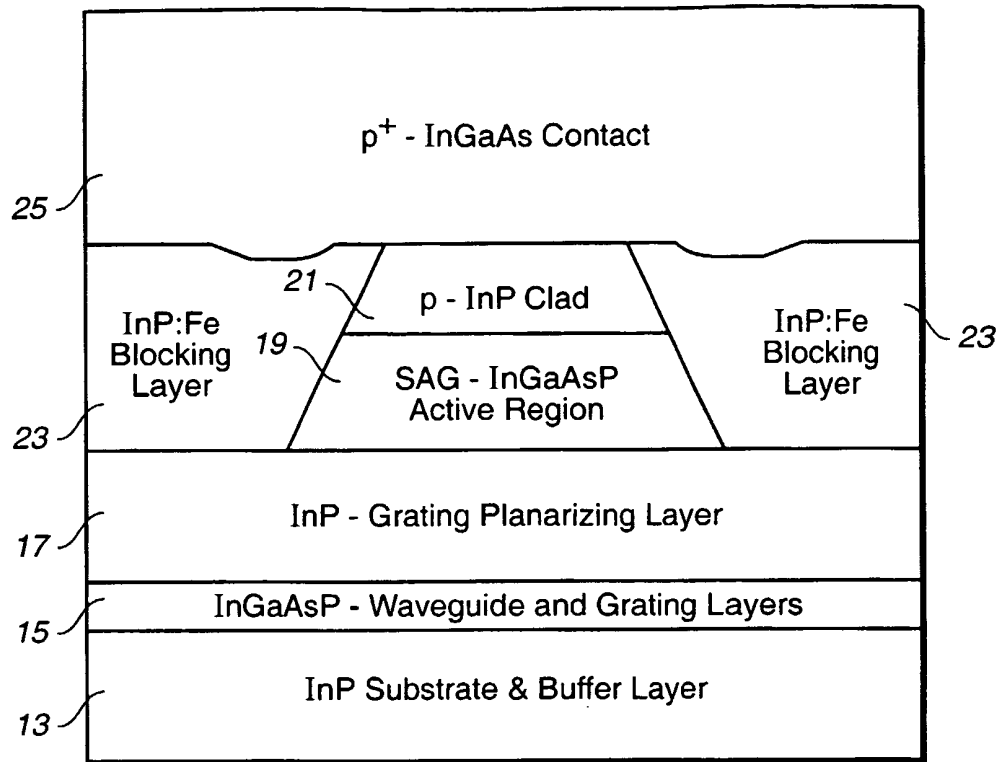 p+ - InGaAs Contact
25
21
p - InP Clad
InP:Fe
Blocking
Layer
19
SAG - InGaAsP
Active Region
InP:Fe
Blocking
Layer
23
23
InP - Grating Planarizing Layer
17
InGaAsP - Waveguide and Grating Layers
15
InP Substrate & Buffer Layer
13